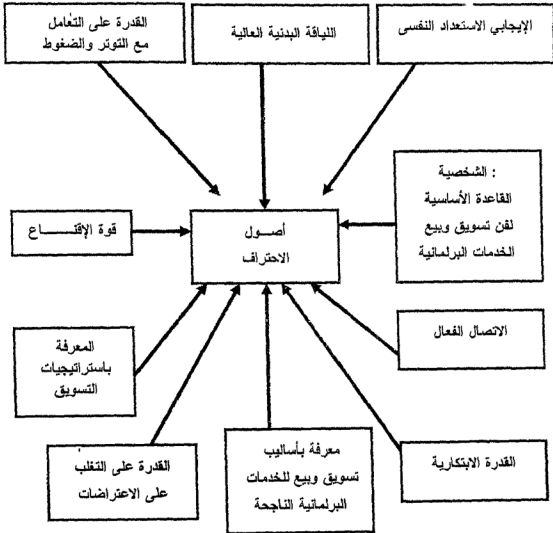 الإيجابي الاستعداد النفسى
اللياقة البدنية العالية
القدرة على التعامل
مع التوتر والضغوط
الشخصية :
القاعدة الأساسية
لفن تسويق وبيع
الخدمات البرلمانية
أصــول
الاحتراف
قوة الإقتــــــاع
الاتصال الفعال
المعرفة
باستراتيجيات
التسويق
القدرة الابتكارية
معرفة بأساليب
تسويق وبيع للخدمات
البرلمانية الناجحة
القدرة على التغلب
على الاعتراضات